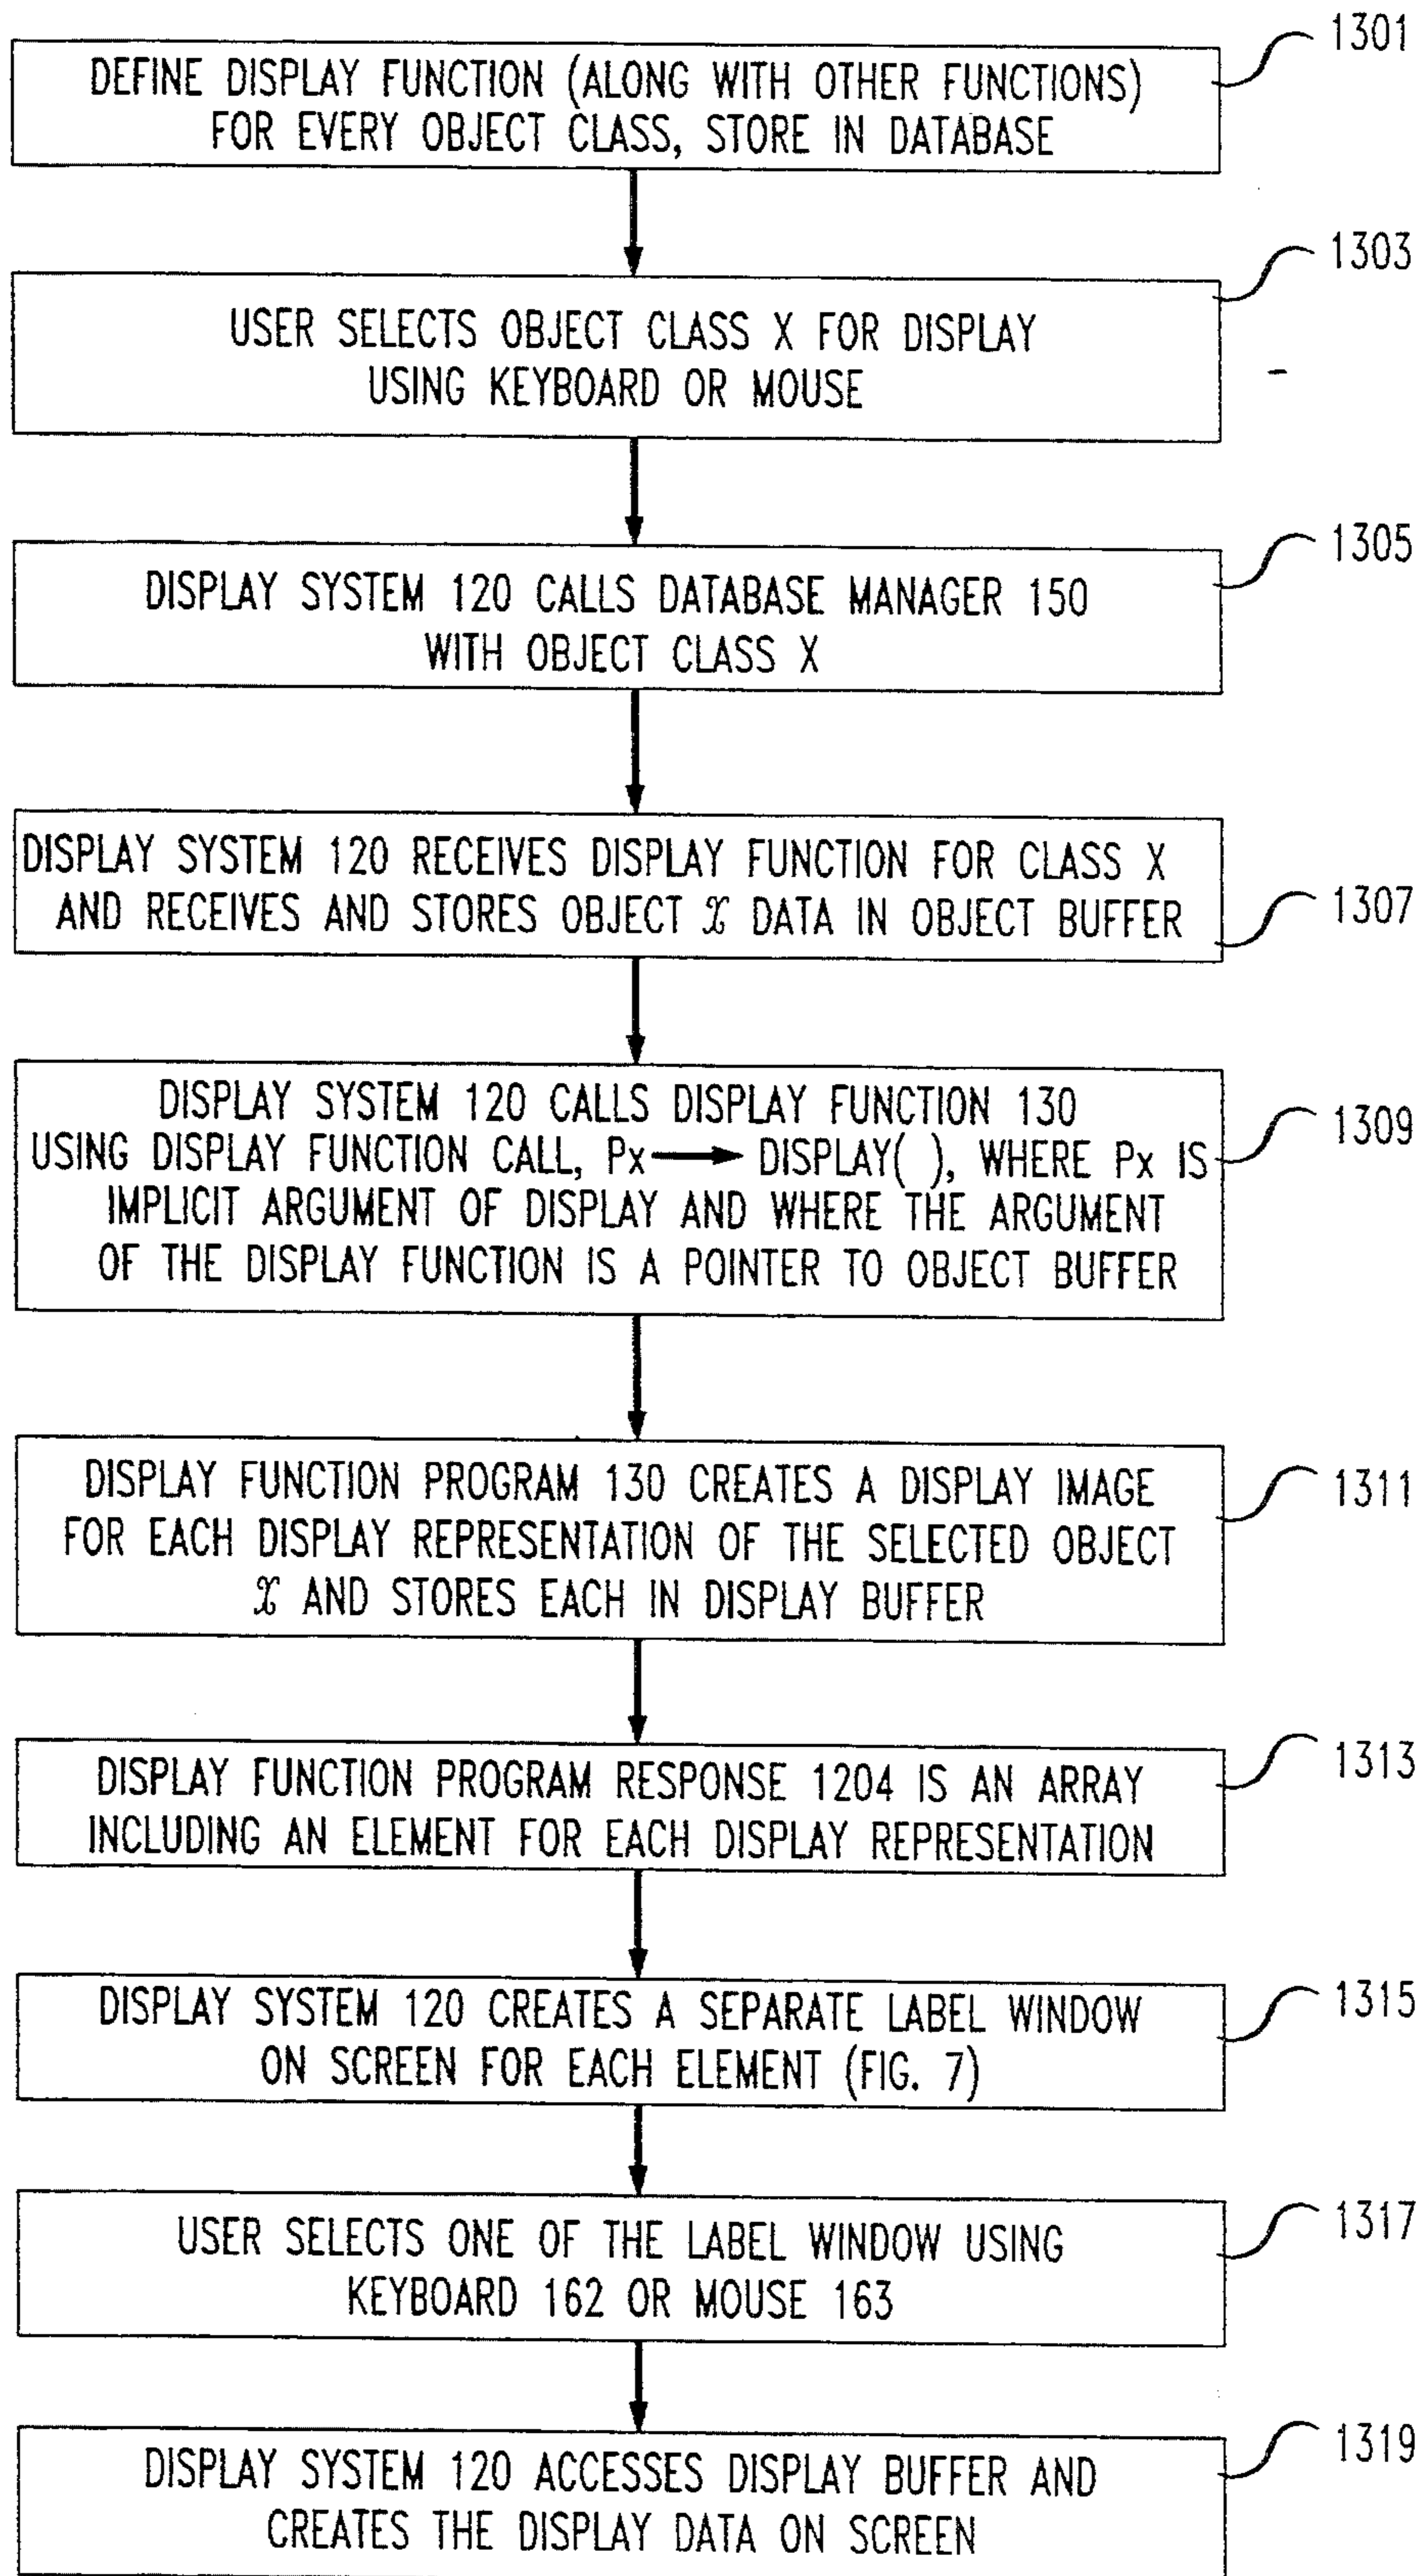 1301
DEFINE DISPLAY FUNCTION (ALONG WITH OTHER FUNCTIONS)
FOR EVERY OBJECT CLASS, STORE IN DATABASE
1303
USER SELECTS OBJECT CLASS X FOR DISPLAY
USING KEYBOARD OR MOUSE
1305
DISPLAY SYSTEM 120 CALLS DATABASE MANAGER 150
WITH OBJECT CLASS X
DISPLAY SYSTEM 120 RECEIVES DISPLAY FUNCTION FOR CLASS X
AND RECEIVES AND STORES OBJECT 𝒳 DATA IN OBJECT BUFFER
1307
DISPLAY SYSTEM 120 CALLS DISPLAY FUNCTION 130
USING DISPLAY FUNCTION CALL, Px → DISPLAY( ), WHERE Px IS
IMPLICIT ARGUMENT OF DISPLAY AND WHERE THE ARGUMENT
OF THE DISPLAY FUNCTION IS A POINTER TO OBJECT BUFFER
1309
DISPLAY FUNCTION PROGRAM 130 CREATES A DISPLAY IMAGE
FOR EACH DISPLAY REPRESENTATION OF THE SELECTED OBJECT
𝒳 AND STORES EACH IN DISPLAY BUFFER
1311
DISPLAY FUNCTION PROGRAM RESPONSE 1204 IS AN ARRAY
INCLUDING AN ELEMENT FOR EACH DISPLAY REPRESENTATION
1313
DISPLAY SYSTEM 120 CREATES A SEPARATE LABEL WINDOW
ON SCREEN FOR EACH ELEMENT (FIG. 7)
1315
USER SELECTS ONE OF THE LABEL WINDOW USING
KEYBOARD 162 OR MOUSE 163
1317
DISPLAY SYSTEM 120 ACCESSES DISPLAY BUFFER AND
CREATES THE DISPLAY DATA ON SCREEN
1319